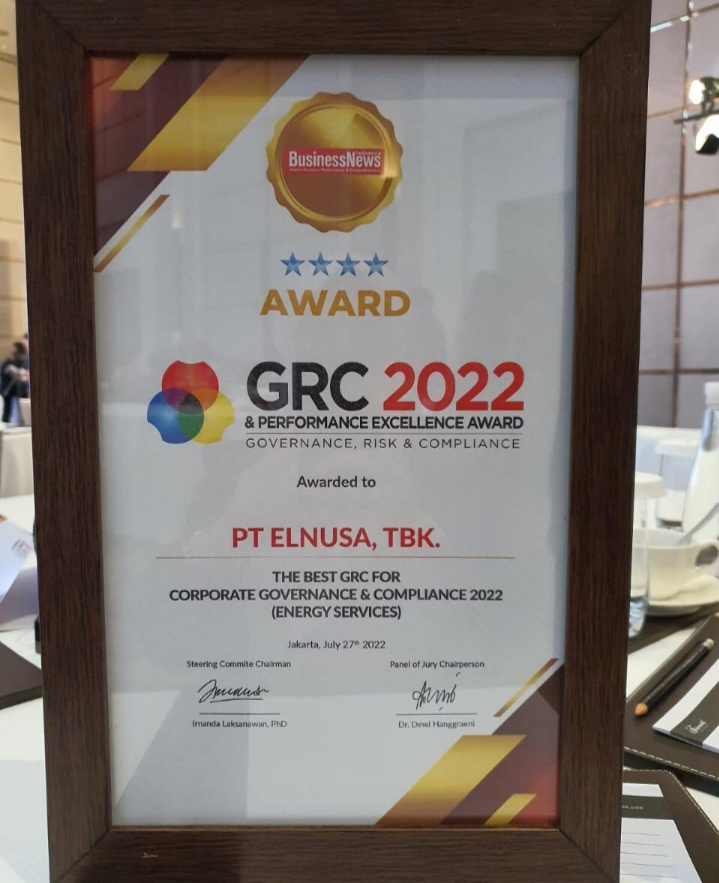 BusinessNews
AWARD
GRC 2022
& PERFORMANCE EXCELLENCE AWARD
GOVERNANCE, RISK & COMPLIANCE
Awarded to
PT ELNUSA, TBK.
THE BEST GRC FOR
CORPORATE GOVERNANCE & COMPLIANCE 2022
(ENERGY SERVICES)
Jakarta, July 27th 2022
Steering Commite Chairman
Panel of Jury Chairperson
Irnanda Laksanawan, PhD
Dr. Dewi Hanggraeni